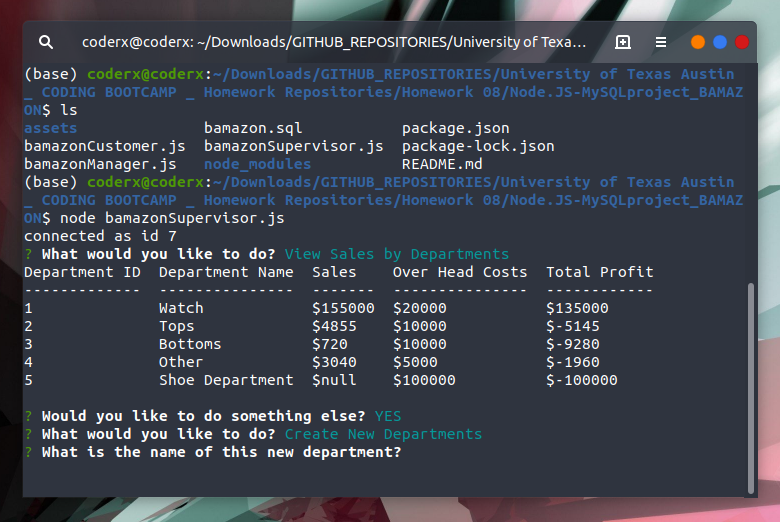 coderx@coderx: ~/Downloads/GITHUB_REPOSITORIES/University of Texa...
(base) coderx@coderx:~/Downloads/GITHUB_REPOSITORIES/University of Texas Austin
_ CODING BOOTCAMP _ Homework Repositories/Homework 08/Node.JS-MySQLproject_BAMAZ
ON$ ls
assets bamazon.sql package.json
bamazonCustomer.js bamazonSupervisor.js package-lock.json
bamazonManager.js node_modules README.md
(base) coderx@coderx:~/Downloads/GITHUB_REPOSITORIES/University of Texas Austin
_ CODING BOOTCAMP _ Homework Repositories/Homework 08/Node.JS-MySQLproject_BAMAZ
ON$ node bamazonSupervisor.js
connected as id 7
? What would you like to do? View Sales by Departments
Department ID  Department Name  Sales    Over Head Costs  Total Profit
-------------  ---------------  -------  ---------------  ------------
1              Watch            $155000  $20000           $135000
2              Tops             $4855    $10000           $-5145
3              Bottoms          $720     $10000           $-9280
4              Other            $3040    $5000            $-1960
5              Shoe Department  $null    $100000          $-100000
? Would you like to do something else? YES
? What would you like to do? Create New Departments
? What is the name of this new department?